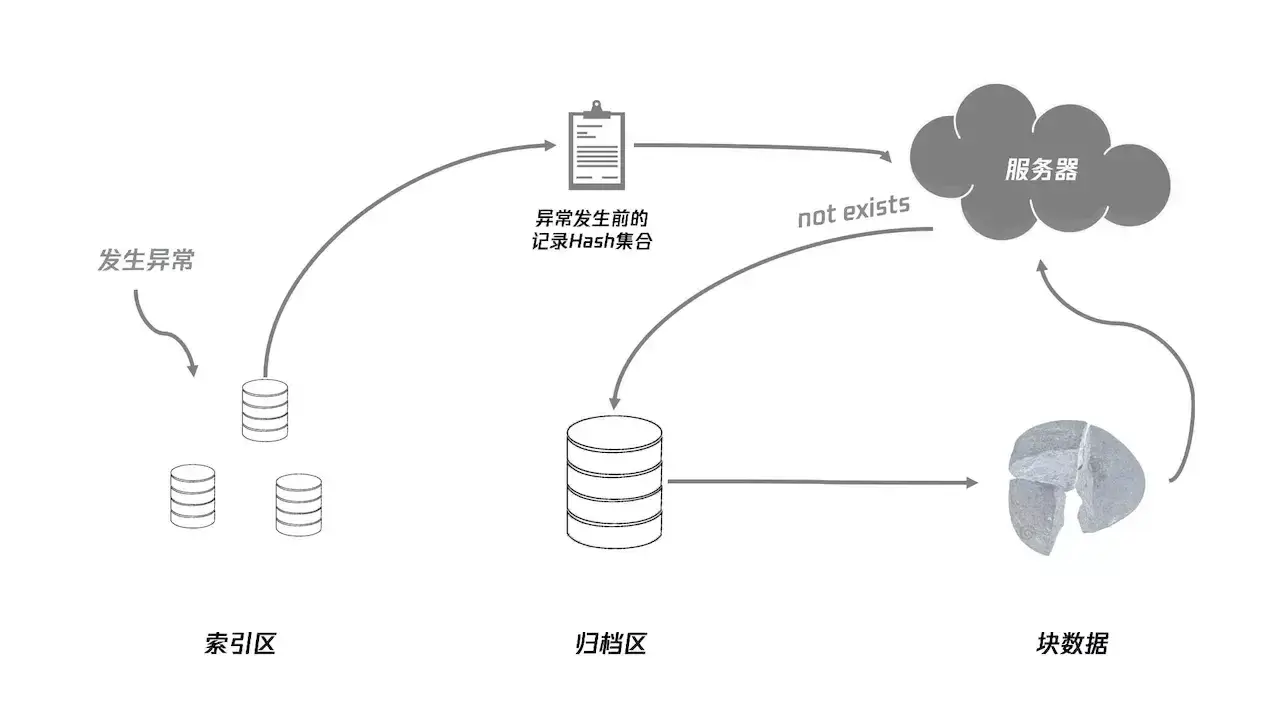 服务器
异常发生前的
记录Hash集合
not exists
发生异常
索引区
归档区
块数据